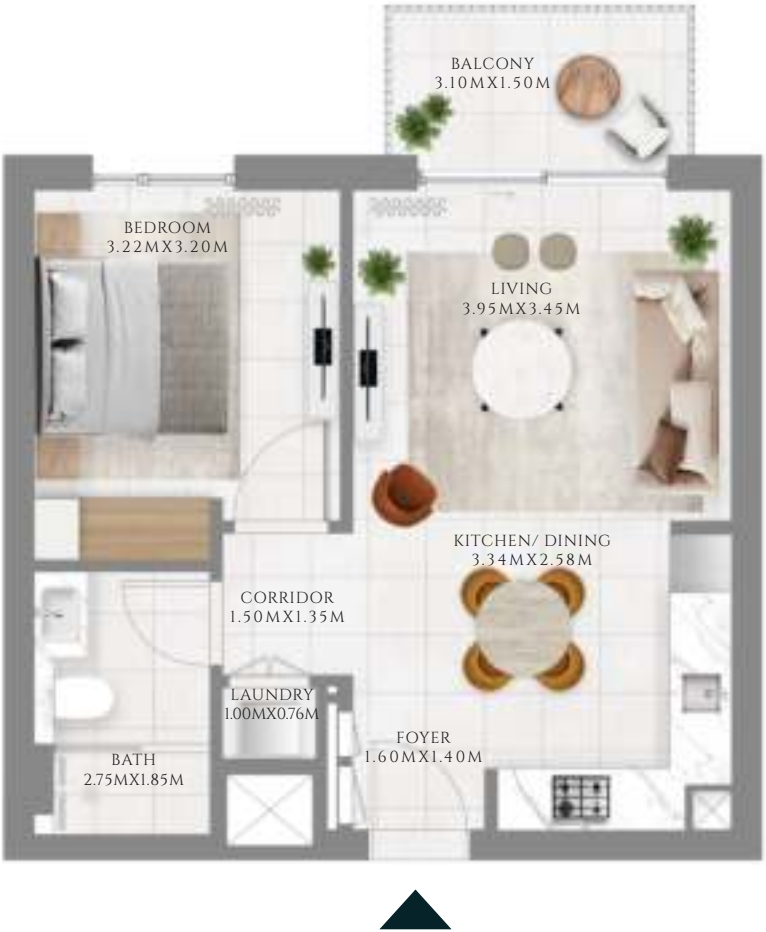 BALCONY
3.10MX1.50M
BEDROOM
3.22MX3.20M
LIVING
3.95MX3.45M
KITCHEN/ DINING
3.34MX2.58M
CORRIDOR
1.50MX1.35M
LAUNDRY
1.00MX0.76M
FOYER
1.60MX1.40M
BATH
2.75MX1.85M